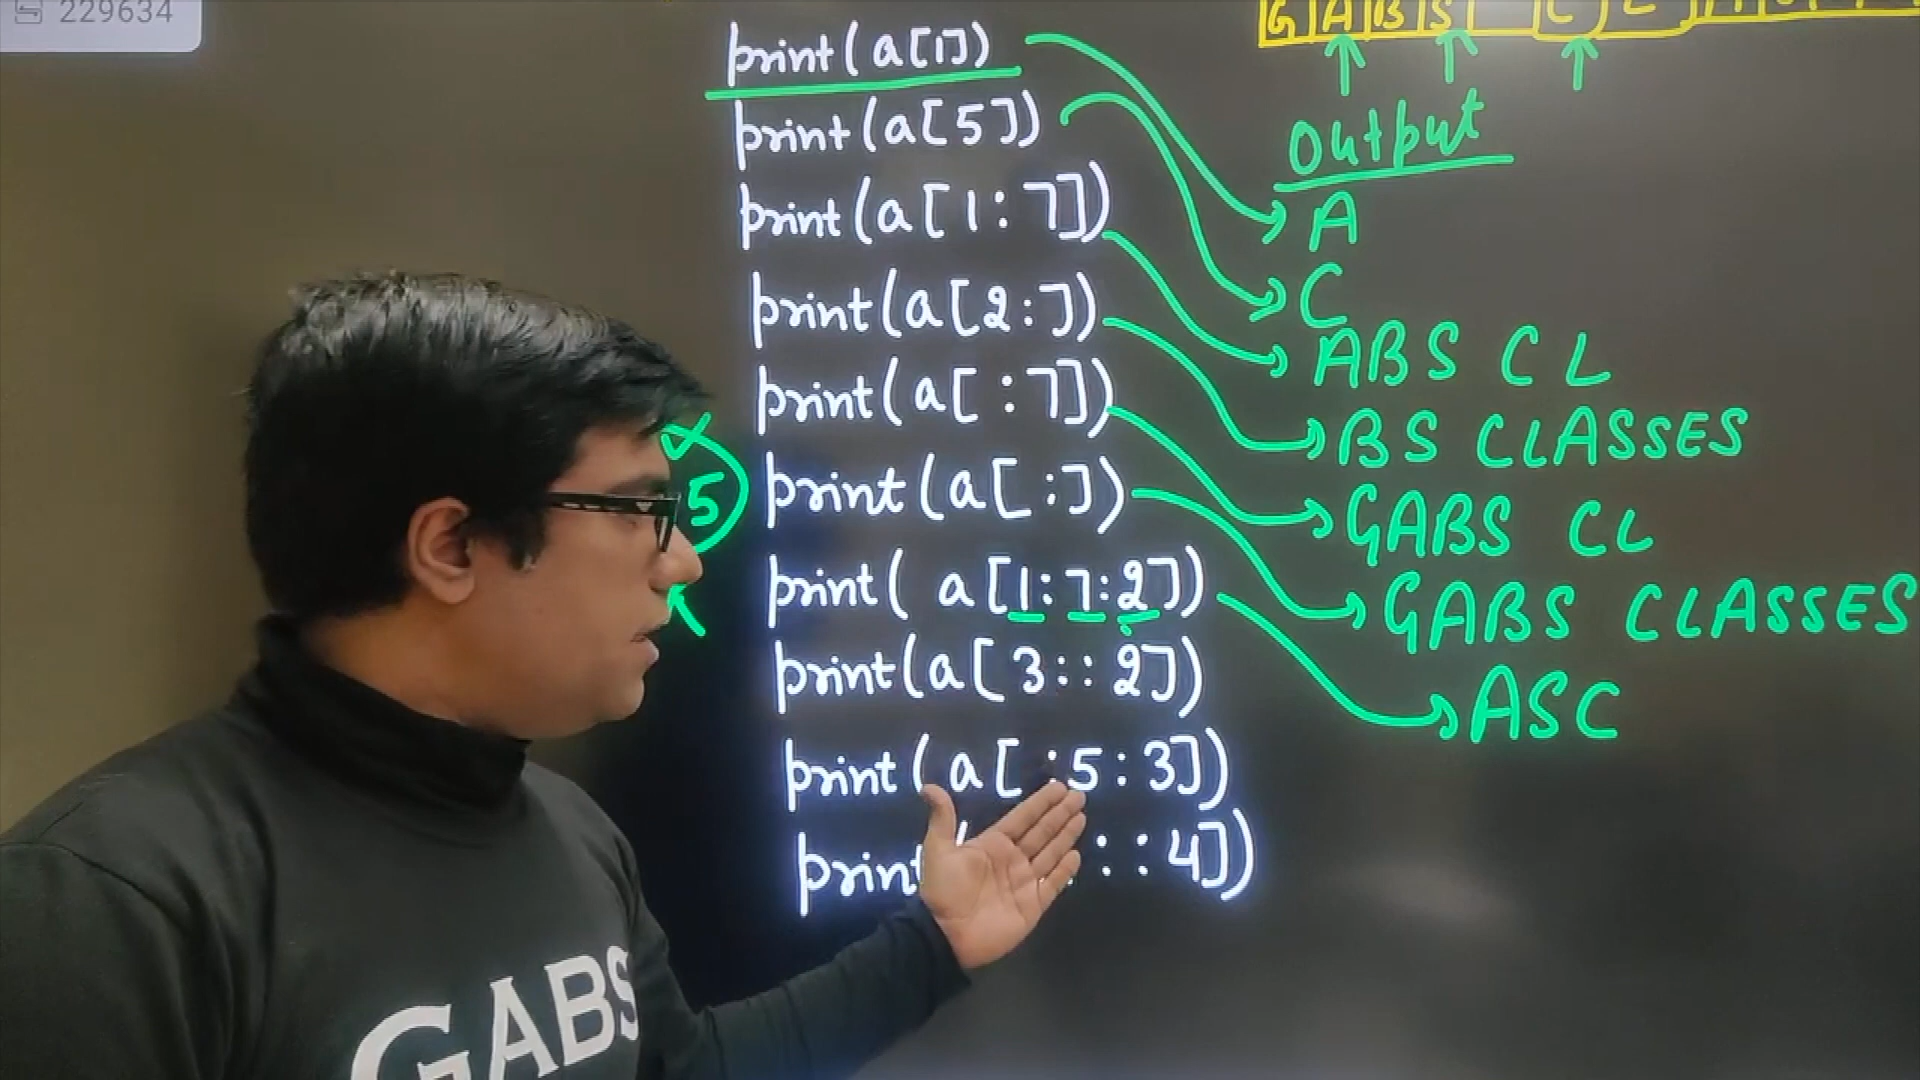 229634
G A B S C L
print(a[1])
print(a[5])
print(a[1:7])
print(a[2:])
print(a[:7])
5
print(a[:])
print(a[1:7:2])
print(a[3::2])
print(a[:5:3])
print ::4])
Output
A
C
ABS CL
BS CLASSES
GABS CL
GABS CLASSES
ASC
GABS